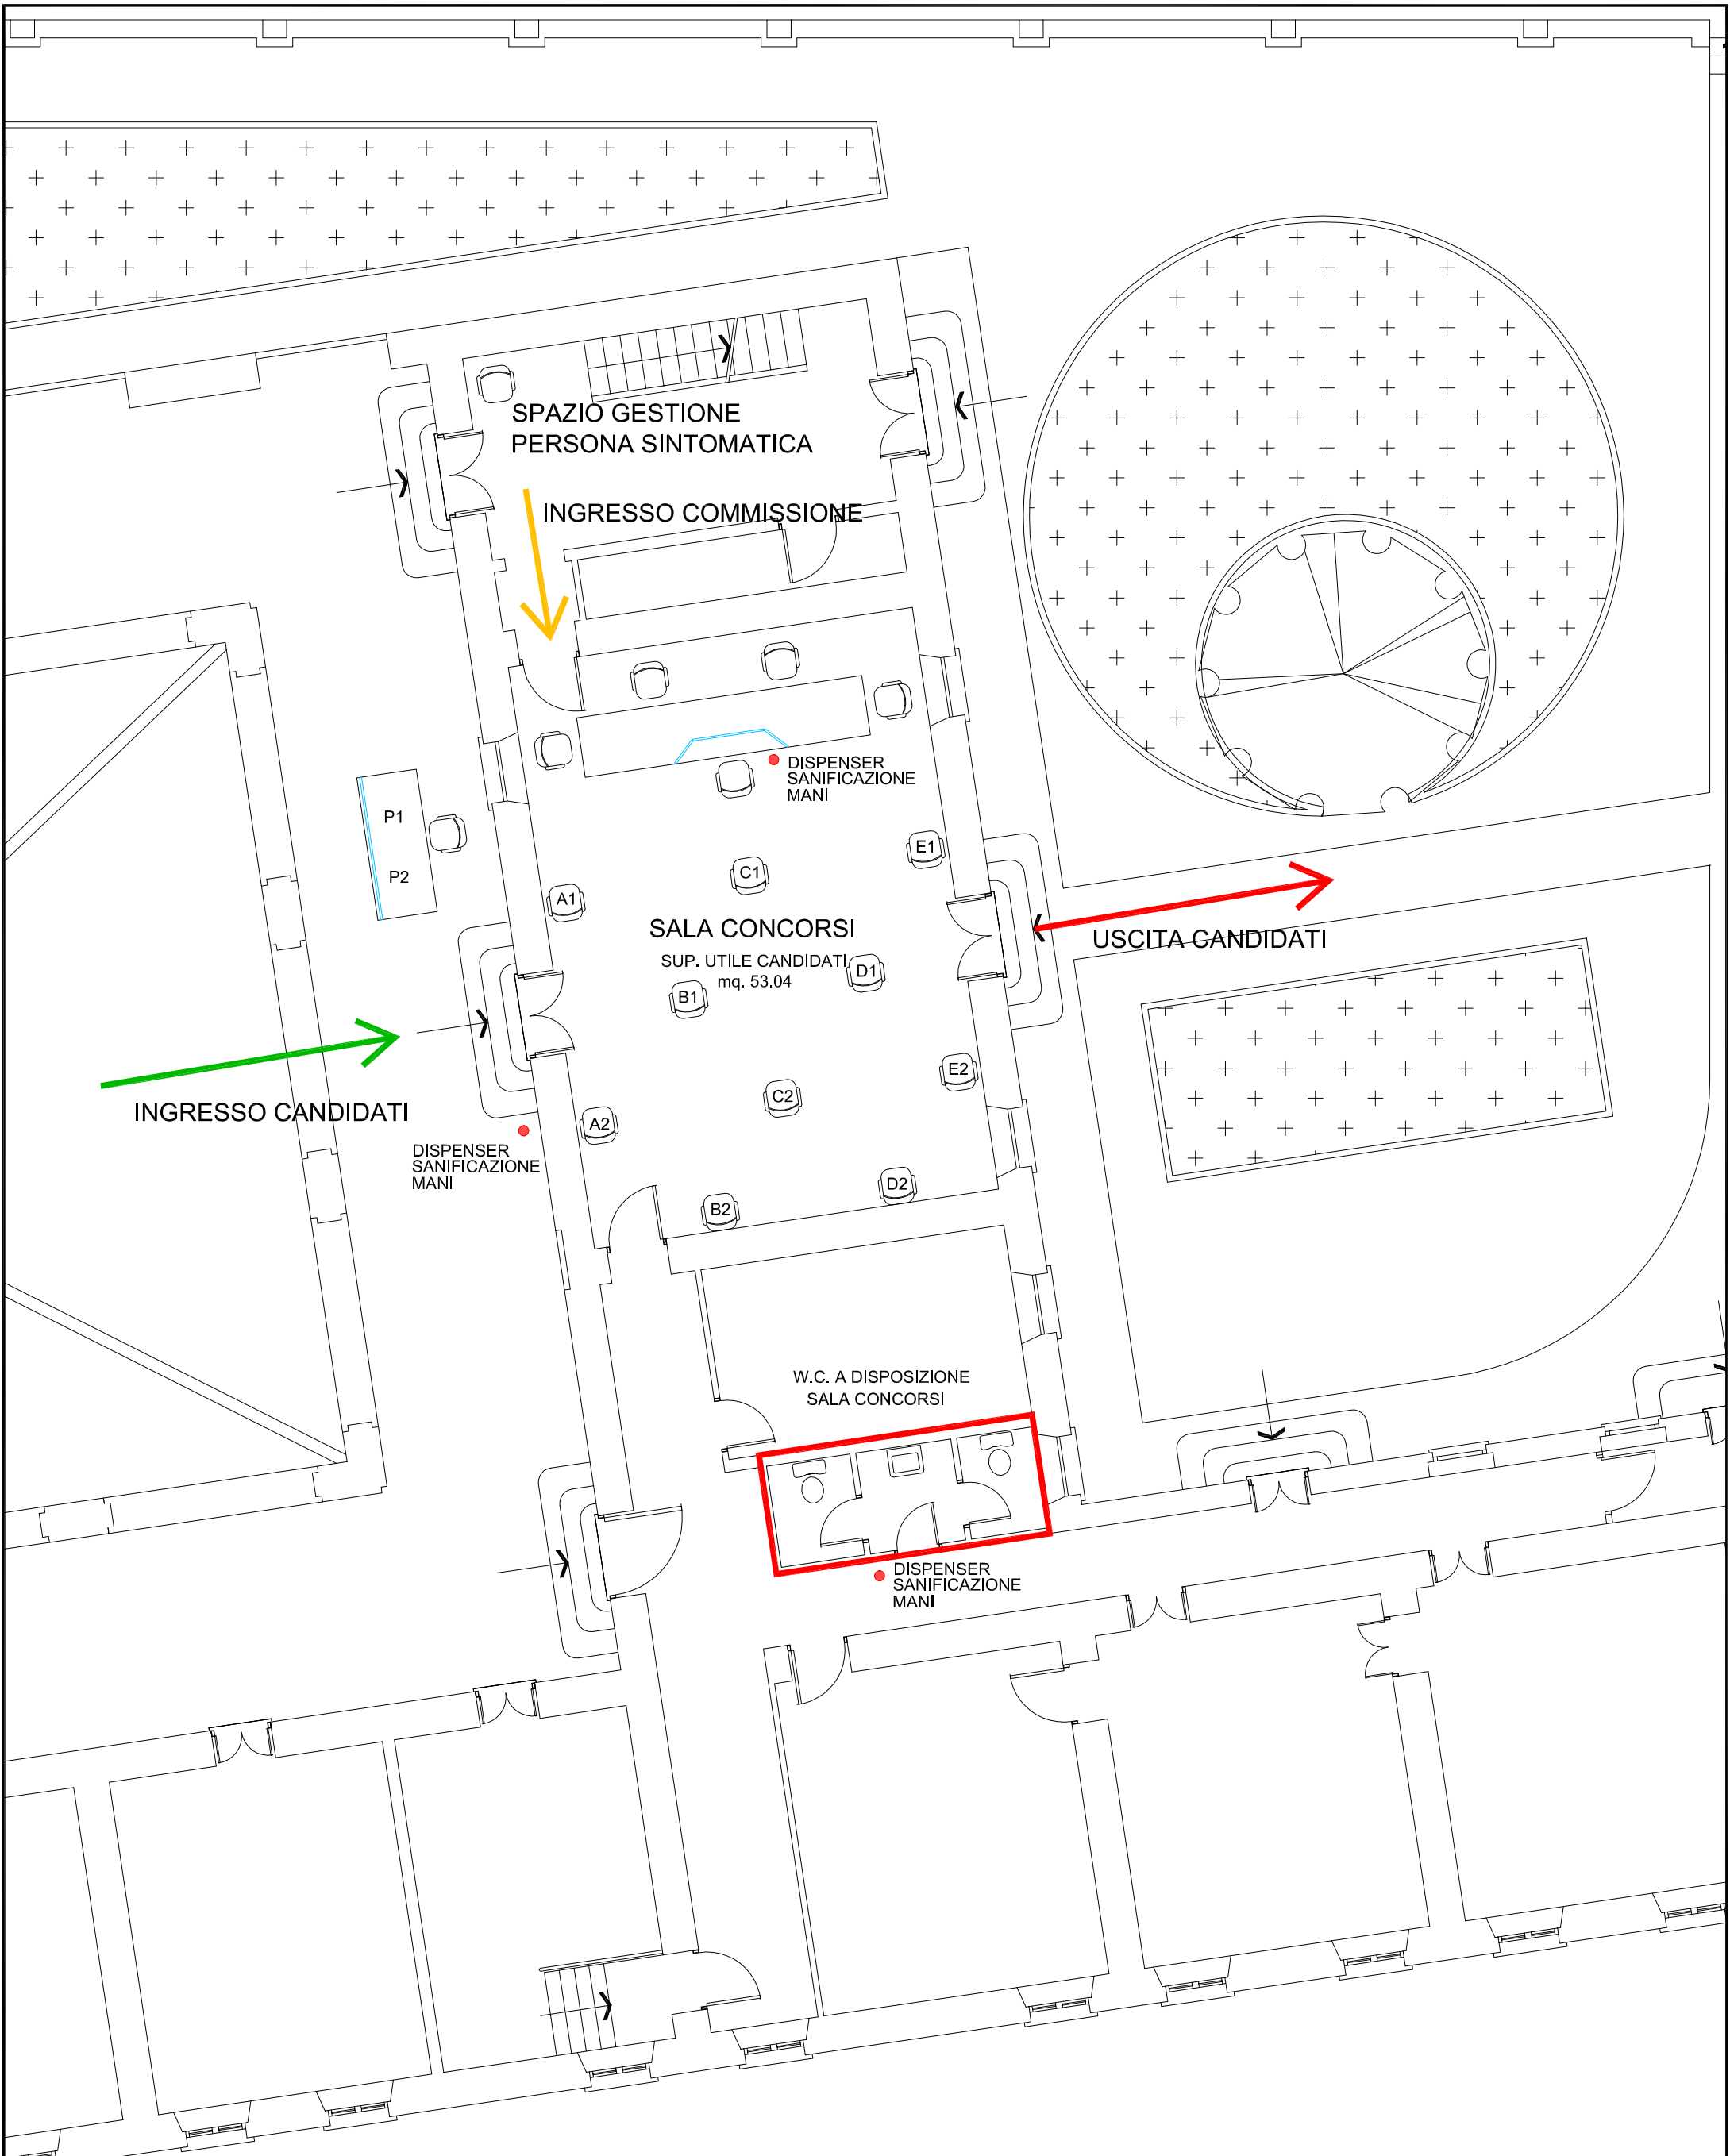 SPAZIO GESTIONE
PERSONA SINTOMATICA
INGRESSO COMMISSIONE
DISPENSER
SANIFICAZIONE
MANI
P1
P2
E1
C1
A1
SALA CONCORSI
SUP. UTILE CANDIDATI
mq. 53.04
USCITA CANDIDATI
D1
B1
E2
C2
A2
INGRESSO CANDIDATI
DISPENSER
SANIFICAZIONE
MANI
D2
B2
W.C. A DISPOSIZIONE
SALA CONCORSI
DISPENSER
SANIFICAZIONE
MANI